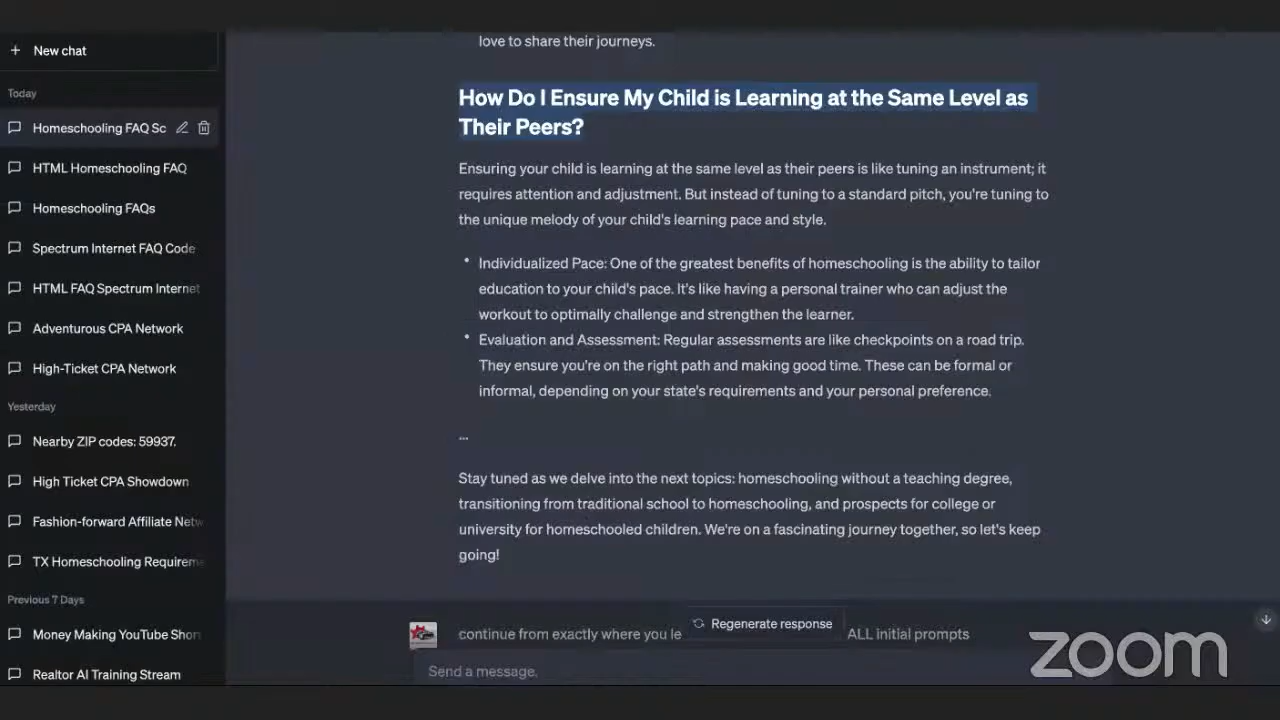 New chat
Today
Homeschooling FAQ Sc
HTML Homeschooling FAQ
Homeschooling FAQs
Spectrum Internet FAQ Code
HTML FAQ Spectrum Internet
Adventurous CPA Network
High-Ticket CPA Network
Yesterday
Nearby ZIP codes: 59937.
High Ticket CPA Showdown
Fashion-forward Affiliate Netw
TX Homeschooling Requireme
Previous 7 Days
Money Making YouTube Shor
Realtor AI Training Stream
love to share their journeys.
How Do I Ensure My Child is Learning at the Same Level as
Their Peers?
Ensuring your child is learning at the same level as their peers is like tuning an instrument; it
requires attention and adjustment. But instead of tuning to a standard pitch, you're tuning to
the unique melody of your child's learning pace and style.
• Individualized Pace: One of the greatest benefits of homeschooling is the ability to tailor
education to your child's pace. It's like having a personal trainer who can adjust the
workout to optimally challenge and strengthen the learner.
• Evaluation and Assessment: Regular assessments are like checkpoints on a road trip.
They ensure you're on the right path and making good time. These can be formal or
informal, depending on your state's requirements and your personal preference.
...
Stay tuned as we delve into the next topics: homeschooling without a teaching degree,
transitioning from traditional school to homeschooling, and prospects for college or
university for homeschooled children. We're on a fascinating journey together, so let's keep
going!
continue from exactly where you le
Regenerate response
ALL initial prompts
Send a message.
zoom